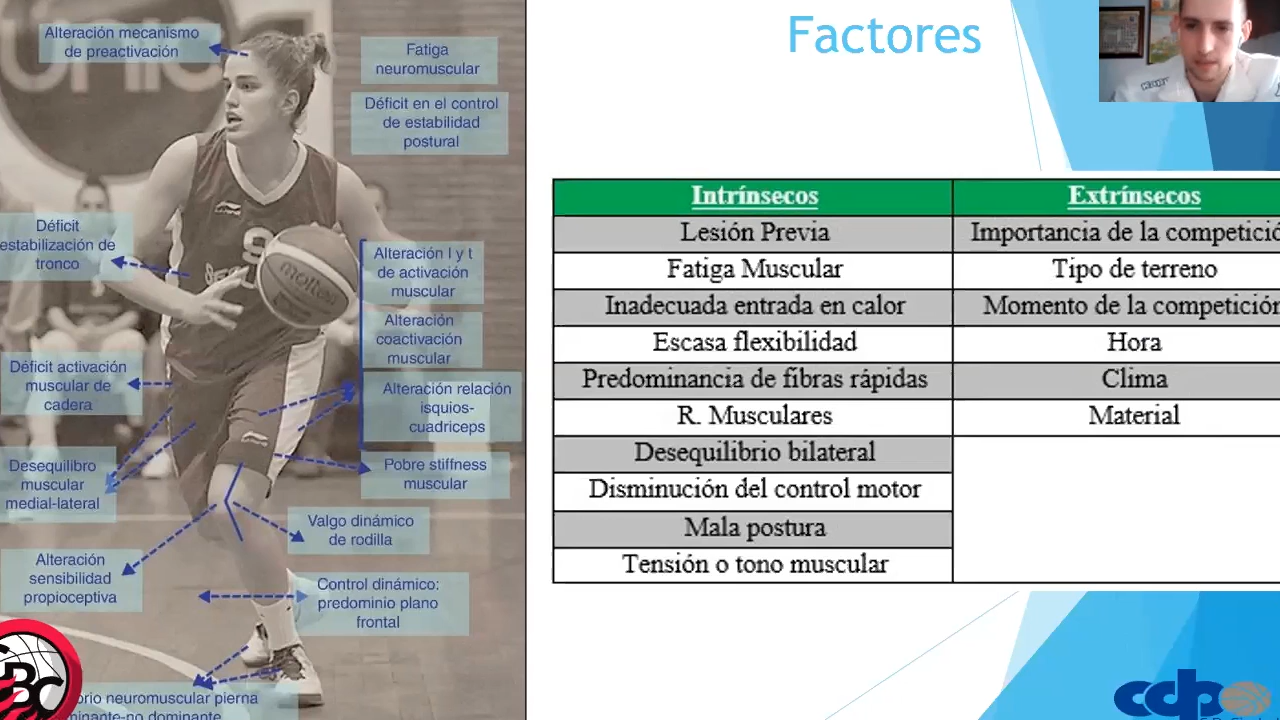 Factores
Alteración mecanismo
de preactivación
Fatiga
neuromuscular
Déficit en el control
de estabilidad
postural
Déficit
estabilización de
tronco
Alteración I y t
de activación
muscular
Alteración
coactivación
muscular
Déficit activación
muscular de
cadera
Alteración relación
isquios-
cuadriceps
Desequilibro
muscular
medial-lateral
Pobre stiffness
muscular
Valgo dinámico
de rodilla
Alteración
sensibilidad
propioceptiva
Control dinámico:
predominio plano
frontal
neuromuscular pierna
dominante
molten
Intrínsecos
Extrínsecos
Lesión Previa
Importancia de la
Fatiga Muscular
Tipo de terreno
Inadecuada entrada en calor
Momento de la competición
Escasa flexibilidad
Hora
Predominancia de fibras rápidas
Clima
R. Musculares
Material
Desequilibrio bilateral
Disminución del control motor
Mala postura
Tensión o tono muscular
cdp